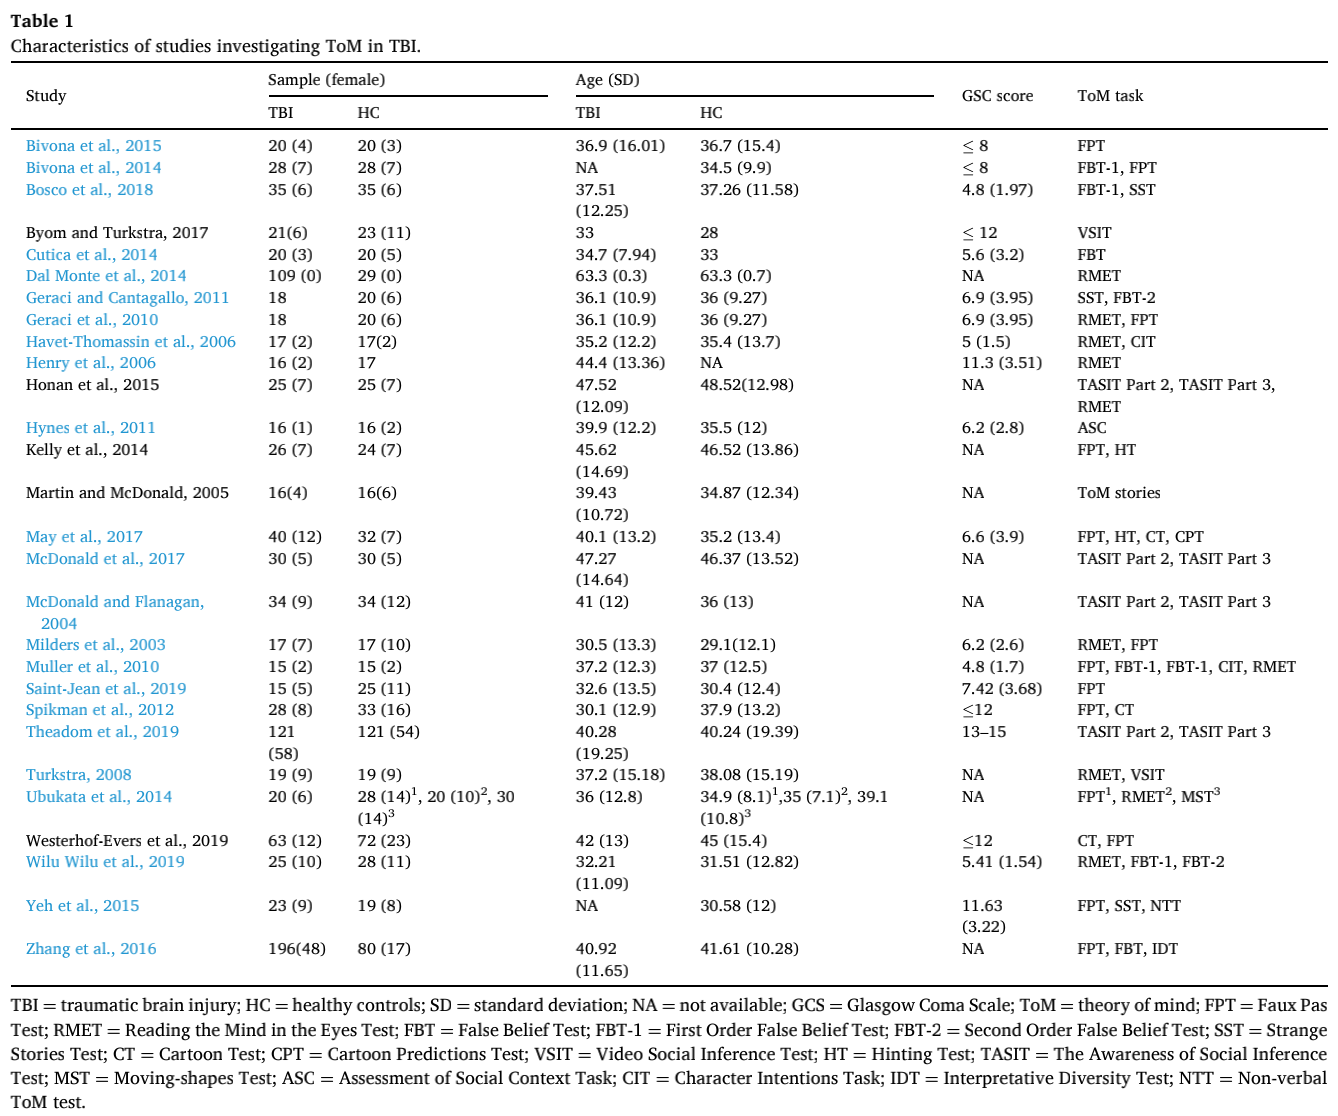 Table 1
Characteristics of studies investigating ToM in TBI.
Study Sample (female) Age (SD) GSC score ToM task
TBI HC TBI HC
Bivona et al., 2015 20 (4) 20 (3) 36.9 (16.01) 36.7 (15.4) ≤ 8 FPT
Bivona et al., 2014 28 (7) 28 (7) NA 34.5 (9.9) ≤ 8 FBT-1, FPT
Bosco et al., 2018 35 (6) 35 (6) 37.51 37.26 (11.58) 4.8 (1.97) FBT-1, SST
(12.25)
Byom and Turkstra, 2017 21(6) 23 (11) 33 28 ≤ 12 VSIT
Cutica et al., 2014 20 (3) 20 (5) 34.7 (7.94) 33 5.6 (3.2) FBT
Dal Monte et al., 2014 109 (0) 29 (0) 63.3 (0.3) 63.3 (0.7) NA RMET
Geraci and Cantagallo, 2011 18 20 (6) 36.1 (10.9) 36 (9.27) 6.9 (3.95) SST, FBT-2
Geraci et al., 2010 18 20 (6) 36.1 (10.9) 36 (9.27) 6.9 (3.95) RMET, FPT
Havet-Thomassin et al., 2006 17 (2) 17(2) 35.2 (12.2) 35.4 (13.7) 5 (1.5) RMET, CIT
Henry et al., 2006 16 (2) 17 44.4 (13.36) NA 11.3 (3.51) RMET
Honan et al., 2015 25 (7) 25 (7) 47.52 48.52(12.98) NA TASIT Part 2, TASIT Part 3,
(12.09) RMET
Hynes et al., 2011 16 (1) 16 (2) 39.9 (12.2) 35.5 (12) 6.2 (2.8) ASC
Kelly et al., 2014 26 (7) 24 (7) 45.62 46.52 (13.86) NA FPT, HT
(14.69)
Martin and McDonald, 2005 16(4) 16(6) 39.43 34.87 (12.34) NA ToM stories
(10.72)
May et al., 2017 40 (12) 32 (7) 40.1 (13.2) 35.2 (13.4) 6.6 (3.9) FPT, HT, CT, CPT
McDonald et al., 2017 30 (5) 30 (5) 47.27 46.37 (13.52) NA TASIT Part 2, TASIT Part 3
(14.64)
McDonald and Flanagan, 34 (9) 34 (12) 41 (12) 36 (13) NA TASIT Part 2, TASIT Part 3
2004
Milders et al., 2003 17 (7) 17 (10) 30.5 (13.3) 29.1(12.1) 6.2 (2.6) RMET, FPT
Muller et al., 2010 15 (2) 15 (2) 37.2 (12.3) 37 (12.5) 4.8 (1.7) FPT, FBT-1, FBT-1, CIT, RMET
Saint-Jean et al., 2019 15 (5) 25 (11) 32.6 (13.5) 30.4 (12.4) 7.42 (3.68) FPT
Spikman et al., 2012 28 (8) 33 (16) 30.1 (12.9) 37.9 (13.2) ≤12 FPT, CT
Theadom et al., 2019 121 121 (54) 40.28 40.24 (19.39) 13–15 TASIT Part 2, TASIT Part 3
(58) (19.25)
Turkstra, 2008 19 (9) 19 (9) 37.2 (15.18) 38.08 (15.19) NA RMET, VSIT
Ubukata et al., 2014 20 (6) 28 (14)¹, 20 (10)², 30 36 (12.8) 34.9 (8.1)¹,35 (7.1)², 39.1 NA FPT¹, RMET², MST³
(14)³ (10.8)³
Westerhof-Evers et al., 2019 63 (12) 72 (23) 42 (13) 45 (15.4) ≤12 CT, FPT
Wilu Wilu et al., 2019 25 (10) 28 (11) 32.21 31.51 (12.82) 5.41 (1.54) RMET, FBT-1, FBT-2
(11.09)
Yeh et al., 2015 23 (9) 19 (8) NA 30.58 (12) 11.63 FPT, SST, NTT
(3.22)
Zhang et al., 2016 196(48) 80 (17) 40.92 41.61 (10.28) NA FPT, FBT, IDT
(11.65)
TBI = traumatic brain injury; HC = healthy controls; SD = standard deviation; NA = not available; GCS = Glasgow Coma Scale; ToM = theory of mind; FPT = Faux Pas
Test; RMET = Reading the Mind in the Eyes Test; FBT = False Belief Test; FBT-1 = First Order False Belief Test; FBT-2 = Second Order False Belief Test; SST = Strange
Stories Test; CT = Cartoon Test; CPT = Cartoon Predictions Test; VSIT = Video Social Inference Test; HT = Hinting Test; TASIT = The Awareness of Social Inference
Test; MST = Moving-shapes Test; ASC = Assessment of Social Context Task; CIT = Character Intentions Task; IDT = Interpretative Diversity Test; NTT = Non-verbal
ToM test.